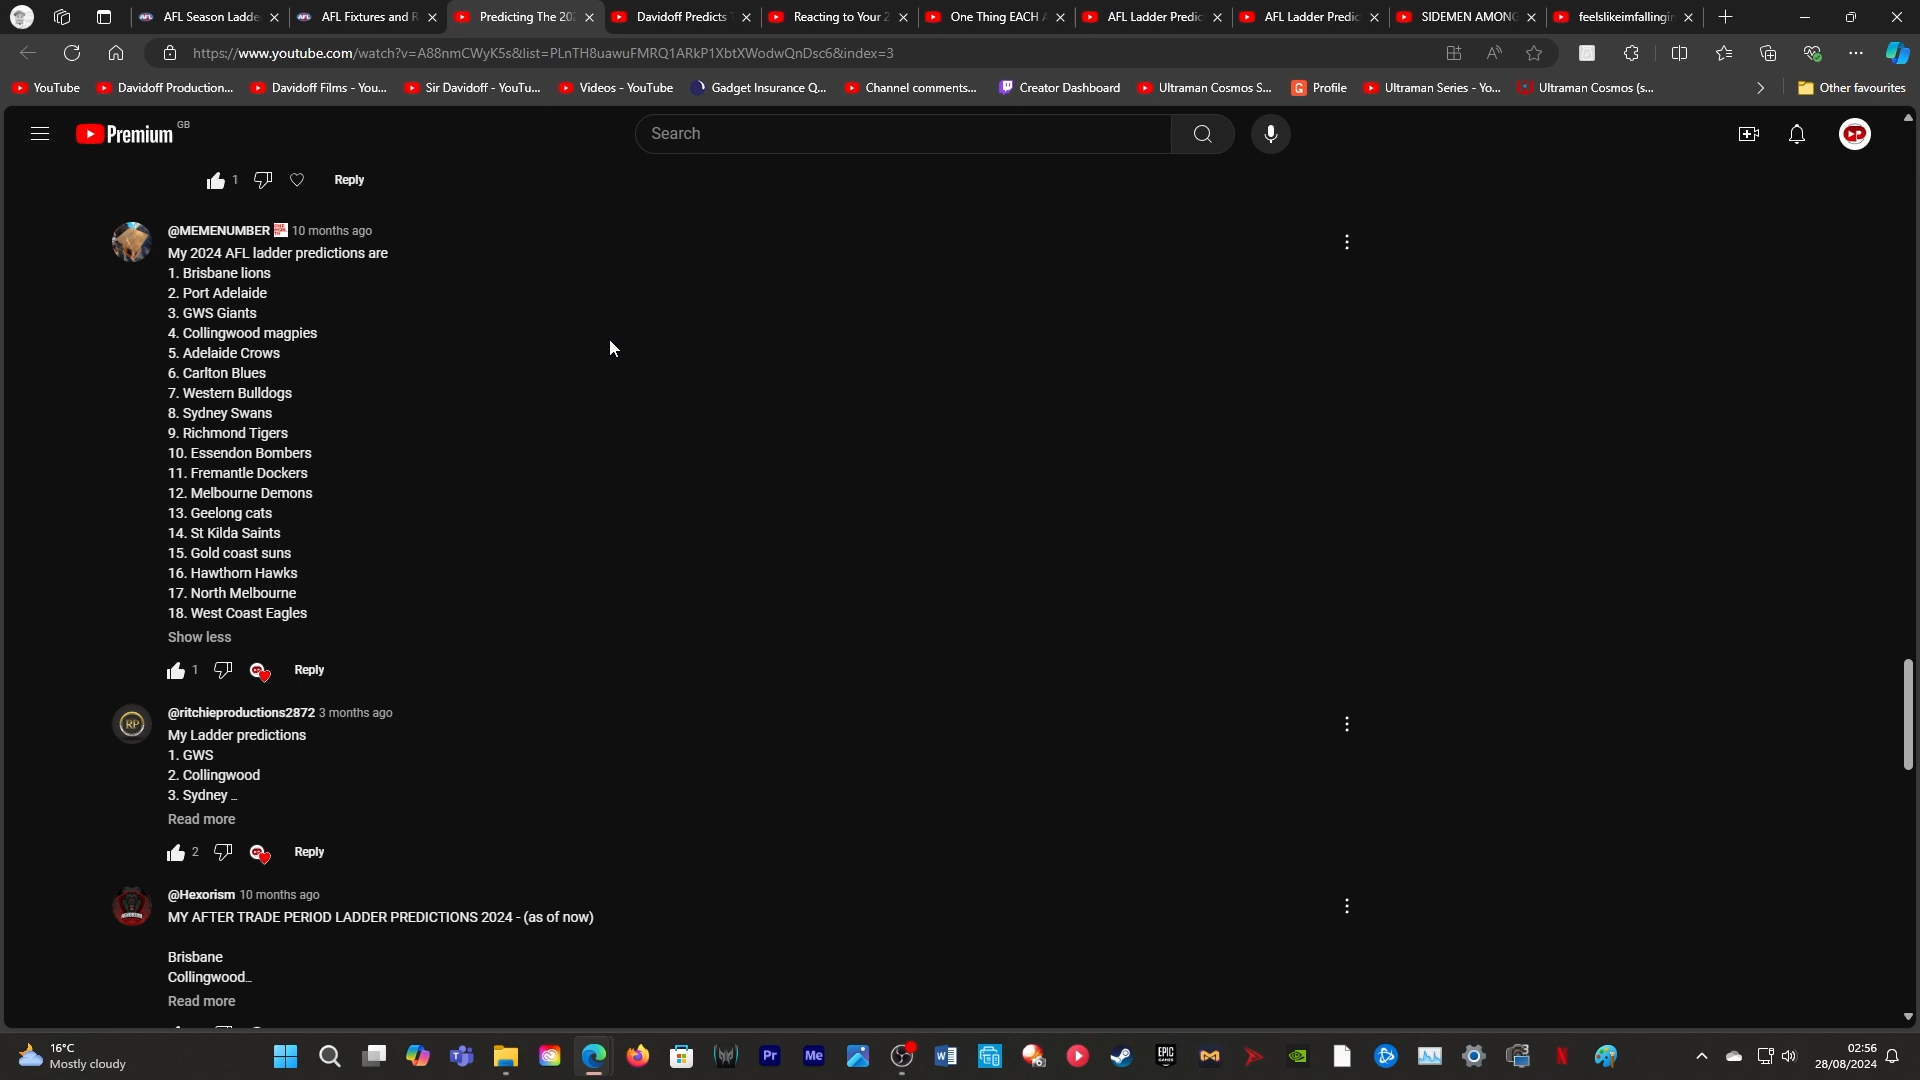 AFL Season Ladde
AFL Fixtures and R
Predicting The 20
Davidoff Predicts
Reacting to Your 2
One Thing EACH
AFL Ladder Predic
AFL Ladder Predic
SIDEMEN AMONG
feelslikeimfallingin
https://www.youtube.com/watch?v=A88nmCWyK5s&list=PLnTH8uawuFMRQ1ARkP1XbtXWodwQnDsc6&index=3
YouTube
Davidoff Production...
Davidoff Films - You...
Sir Davidoff - YouTu...
Videos - YouTube
Gadget Insurance Q...
Channel comments...
Creator Dashboard
Ultraman Cosmos S...
Profile
Ultraman Series - Yo...
Ultraman Cosmos (s...
Other favourites
Premium GB
Search
1 Reply
@MEMENUMBER 10 months ago
My 2024 AFL ladder predictions are
1. Brisbane lions
2. Port Adelaide
3. GWS Giants
4. Collingwood magpies
5. Adelaide Crows
6. Carlton Blues
7. Western Bulldogs
8. Sydney Swans
9. Richmond Tigers
10. Essendon Bombers
11. Fremantle Dockers
12. Melbourne Demons
13. Geelong cats
14. St Kilda Saints
15. Gold coast suns
16. Hawthorn Hawks
17. North Melbourne
18. West Coast Eagles
Show less
1 Reply
RP
@ritchieproductions2872 3 months ago
My Ladder predictions
1. GWS
2. Collingwood
3. Sydney ...
Read more
2 Reply
@Hexorism 10 months ago
MY AFTER TRADE PERIOD LADDER PREDICTIONS 2024 - (as of now)
Brisbane
Collingwood...
Read more
16°C
Mostly cloudy
Pr
Me
EPIC GAMES
02:56
28/08/2024